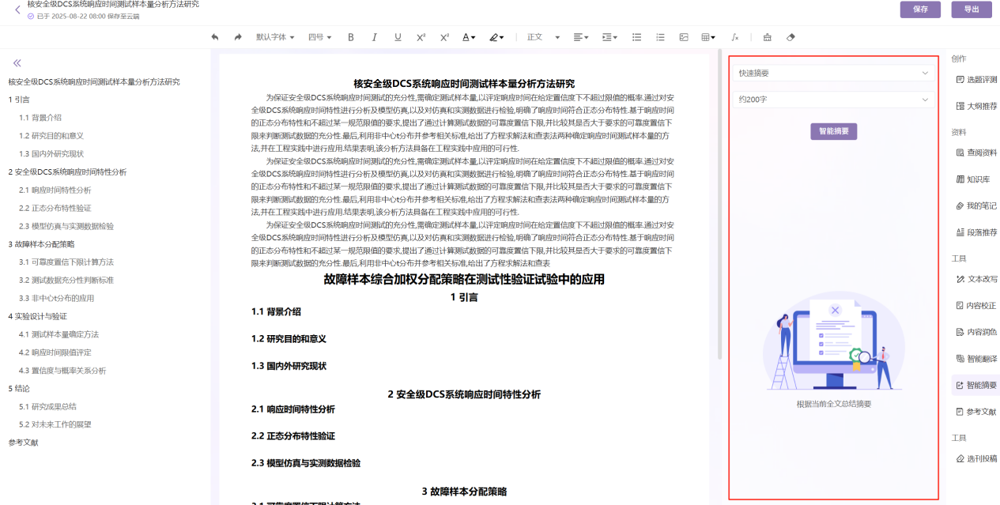 核安全级DCS系统响应时间测试样本量分析方法研究
已于 2025-08-22 08:00 保存至云端
保存
导出
默认字体
四号
B
I
U
X²
X²
A
正文
核安全级DCS系统响应时间测试样本量分析方法研究
1 引言
1.1 背景介绍
1.2 研究目的和意义
1.3 国内外研究现状
2 安全级DCS系统响应时间特性分析
2.1 响应时间特性分析
2.2 正态分布特性验证
2.3 模型仿真与实测数据检验
3 故障样本分配策略
3.1 可靠度置信下限计算方法
3.2 测试数据充分性判断标准
3.3 非中心t分布的应用
4 实验设计与验证
4.1 测试样本量确定方法
4.2 响应时间限值评定
4.3 置信度与概率关系分析
5 结论
5.1 研究成果总结
5.2 对未来工作的展望
参考文献
核安全级DCS系统响应时间测试样本量分析方法研究
为保证安全级DCS系统响应时间测试的充分性,需确定测试样本量,以评定响应时间在给定置信度下不超过限值的概率.通过对安
全级DCS系统响应时间特性进行分析及模型仿真,以及对仿真和实测数据进行检验,明确了响应时间符合正态分布特性.基于响应时间
的正态分布特性和不超过某一规范限值的要求,提出了通过计算测试数据的可靠度置信下限,并比较其是否大于要求的可靠度置信下
限来判断测试数据的充分性.最后,利用非中心t分布并参考相关标准,给出了方程求解法和查表法两种确定响应时间测试样本量的方
法,并在工程实践中进行应用.结果表明,该分析方法具备在工程实践中应用的可行性.
为保证安全级DCS系统响应时间测试的充分性,需确定测试样本量,以评定响应时间在给定置信度下不超过限值的概率.通过对安
全级DCS系统响应时间特性进行分析及模型仿真,以及对仿真和实测数据进行检验,明确了响应时间符合正态分布特性.基于响应时间
的正态分布特性和不超过某一规范限值的要求,提出了通过计算测试数据的可靠度置信下限,并比较其是否大于要求的可靠度置信下
限来判断测试数据的充分性.最后,利用非中心t分布并参考相关标准,给出了方程求解法和查表法两种确定响应时间测试样本量的方
法,并在工程实践中进行应用.结果表明,该分析方法具备在工程实践中应用的可行性.
为保证安全级DCS系统响应时间测试的充分性,需确定测试样本量,以评定响应时间在给定置信度下不超过限值的概率.通过对安
全级DCS系统响应时间特性进行分析及模型仿真,以及对仿真和实测数据进行检验,明确了响应时间符合正态分布特性.基于响应时间
的正态分布特性和不超过某一规范限值的要求,提出了通过计算测试数据的可靠度置信下限,并比较其是否大于要求的可靠度置信下
限来判断测试数据的充分性.最后,利用非中心t分布并参考相关标准,给出了方程求解法和查表
故障样本综合加权分配策略在测试性验证试验中的应用
1 引言
1.1 背景介绍
1.2 研究目的和意义
1.3 国内外研究现状
2 安全级DCS系统响应时间特性分析
2.1 响应时间特性分析
2.2 正态分布特性验证
2.3 模型仿真与实测数据检验
3 故障样本分配策略
3.1 可靠度置信下限计算方法
快速摘要
约200字
智能摘要
根据当前全文总结摘要
创作
选题评测
大纲推荐
资料
查阅资料
知识库
我的笔记
段落推荐
工具
文本改写
内容校正
内容润色
智能翻译
智能摘要
参考文献
工具
选刊投稿